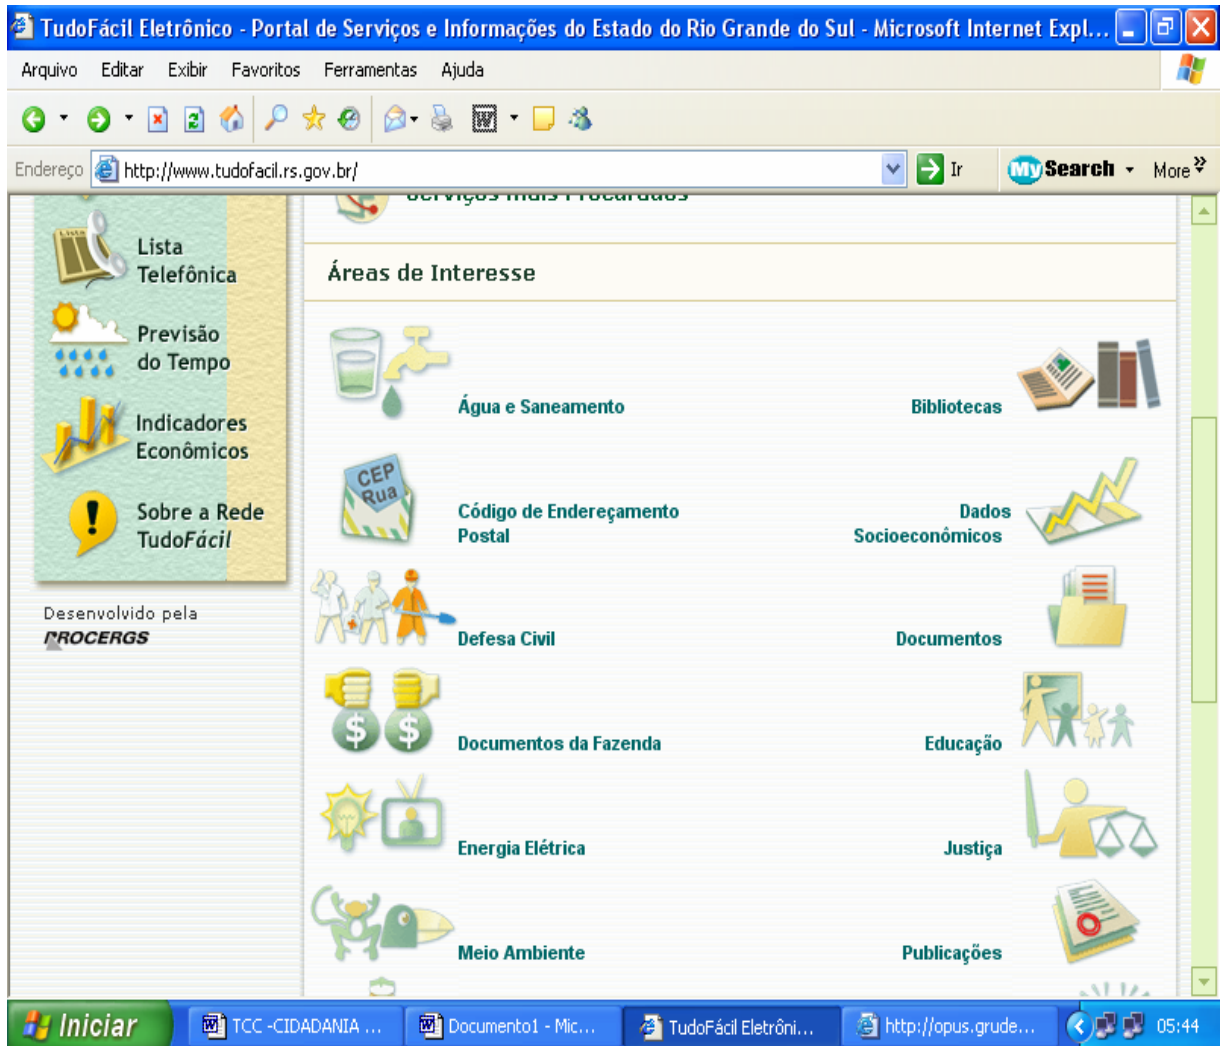 TudoFácil Eletrônico - Portal de Serviços e Informações do Estado do Rio Grande do Sul - Microsoft Internet Expl...
Arquivo Editar Exibir Favoritos Ferramentas Ajuda
Endereço http://www.tudofacil.rs.gov.br/ Ir MySearch More
Serviços mais Procurados
Lista
Telefônica
Previsão
do Tempo
Indicadores
Econômicos
Sobre a Rede
TudoFácil
Desenvolvido pela
PROCERGS
Áreas de Interesse
Água e Saneamento
Bibliotecas
CEP
Rua
Código de Endereçamento
Postal
Dados
Socioeconômicos
Defesa Civil
Documentos
Documentos da Fazenda
Educação
Energia Elétrica
Justiça
Meio Ambiente
Publicações
Iniciar TCC -CIDADANIA ... Documento1 - Mic... TudoFácil Eletrôni... http://opus.grude... 05:44